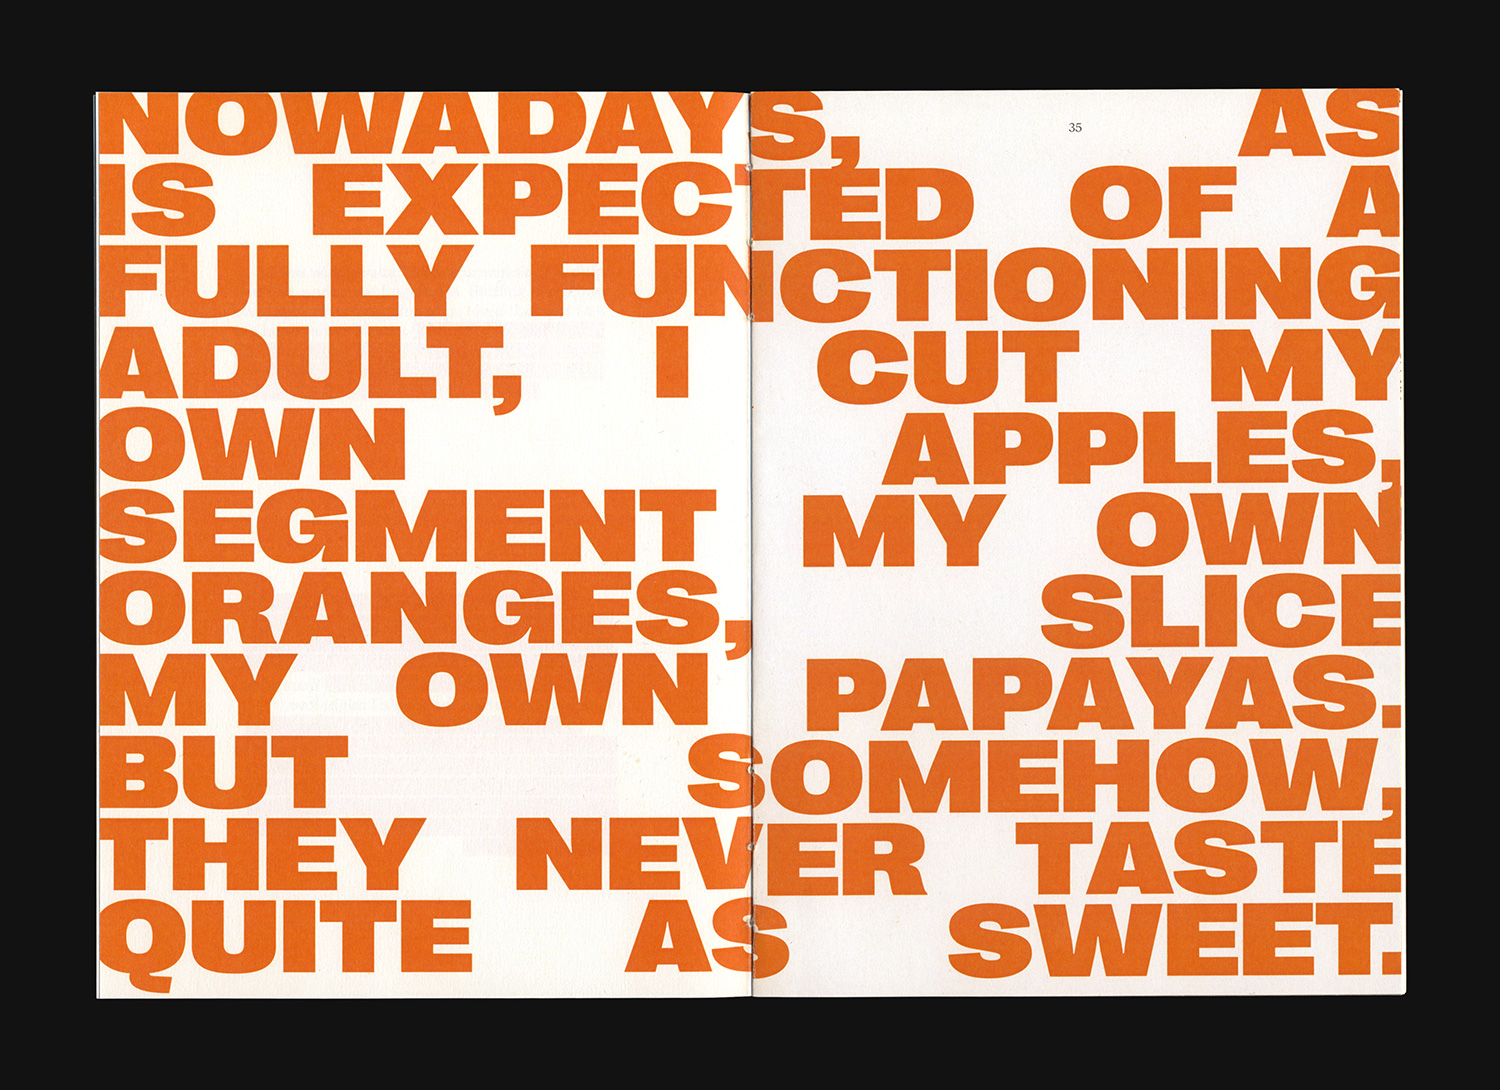 35
NOWADAYS, AS
IS EXPECTED OF A
FULLY FUNCTIONING
ADULT, I CUT MY
OWN APPLES,
SEGMENT MY OWN
ORANGES, SLICE
MY OWN PAPAYAS.
BUT SOMEHOW,
THEY NEVER TASTE
QUITE AS SWEET.